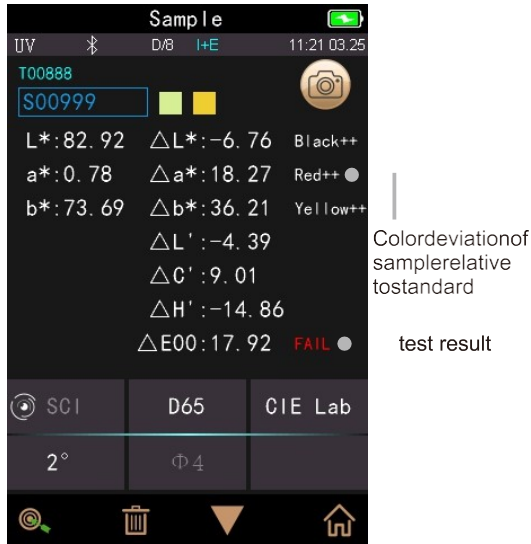 Sample
UV D/8 I+E 11:21 03.25
T00888
S00999
L*:82.92 △L*:-6.76 Black++
a*:0.78 △a*:18.27 Red++
b*:73.69 △b*:36.21 Yellow++
△L':-4.39
△C':9.01
△H':-14.86
△E00:17.92 FAIL
Colordeviationof
samplerelative
tostandard
test result
SCI D65 CIE Lab
2° Φ4